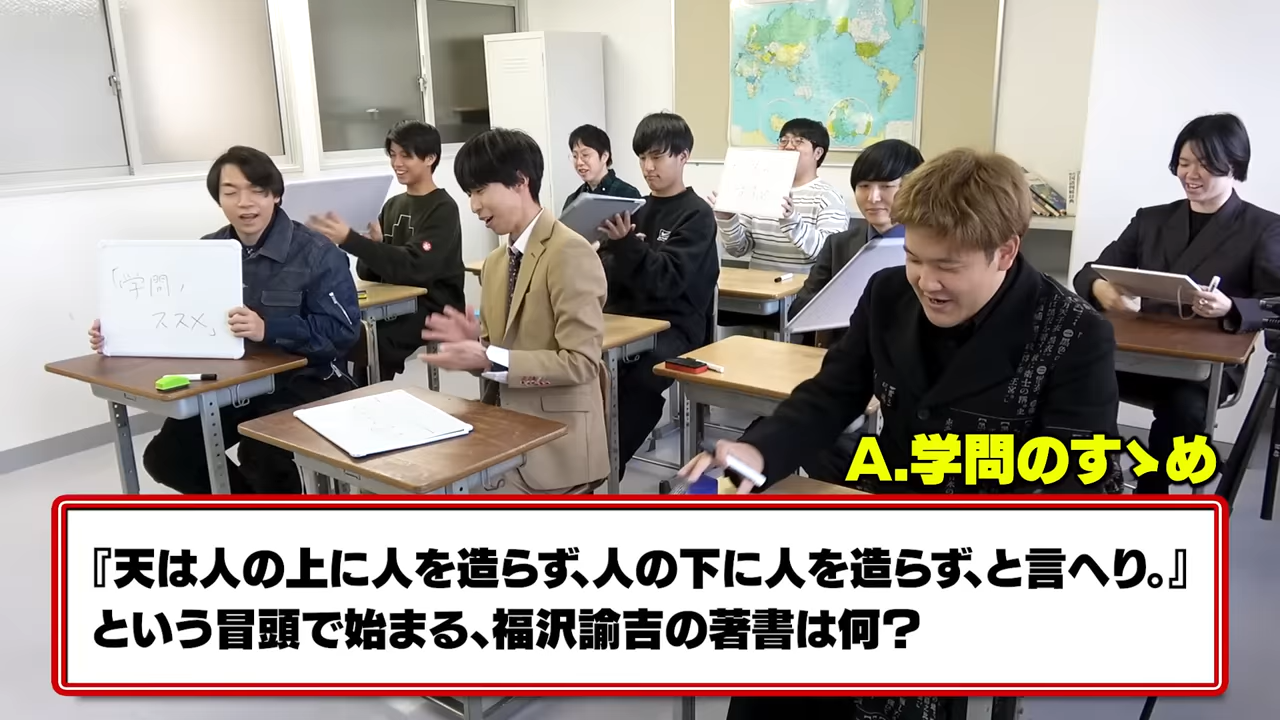 「学問ノ
ススメ」
A.学問のすゝめ
『天は人の上に人を造らず、人の下に人を造らず、と言へり。』
という冒頭で始まる、福沢諭吉の著書は何?